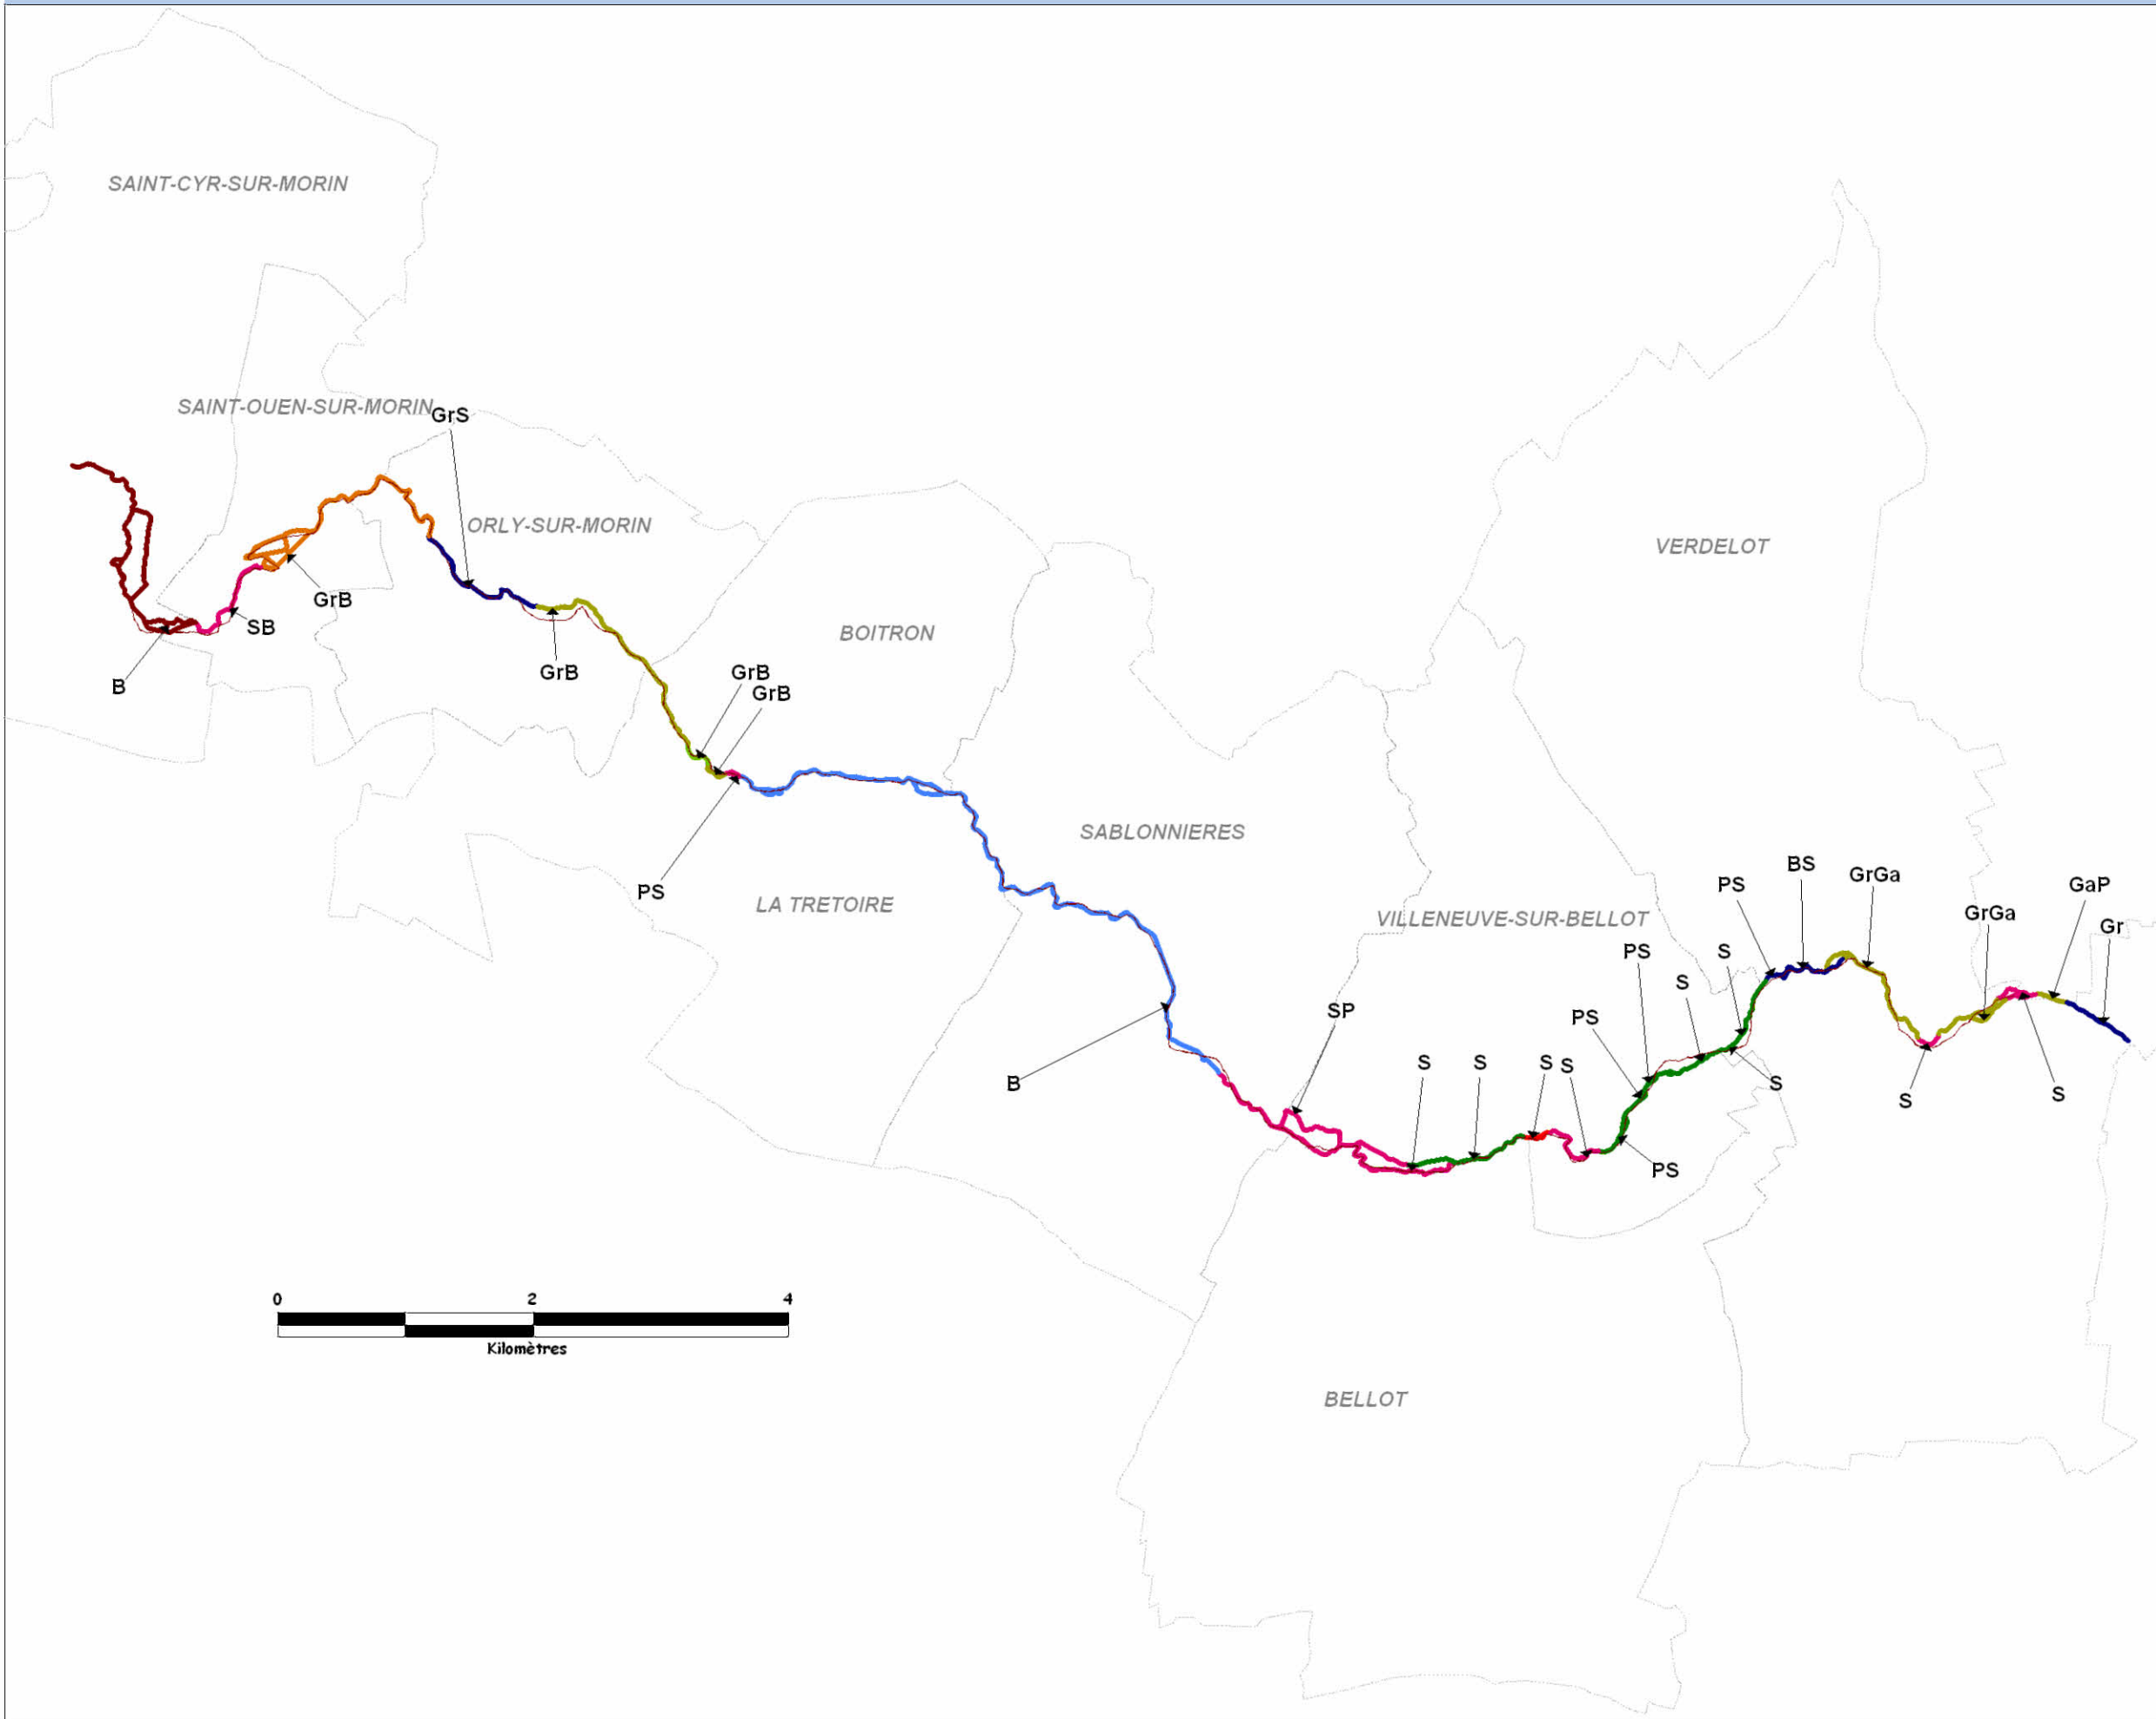 SAINT-CYR-SUR-MORIN
SAINT-OUEN-SUR-MORIN
GrS
ORLY-SUR-MORIN
VERDELOT
GrB
SB
BOITRON
GrB
GrB
B
GrB
SABLONNIERES
PS
LA TRETOIRE
VILLENEUVE-SUR-BELLOT
PS
BS
GrGa
GaP
GrGa
Gr
PS
S
S
SP
PS
S
S
S
S
B
S
S
S
PS
0 2 4
Kilomètres
BELLOT